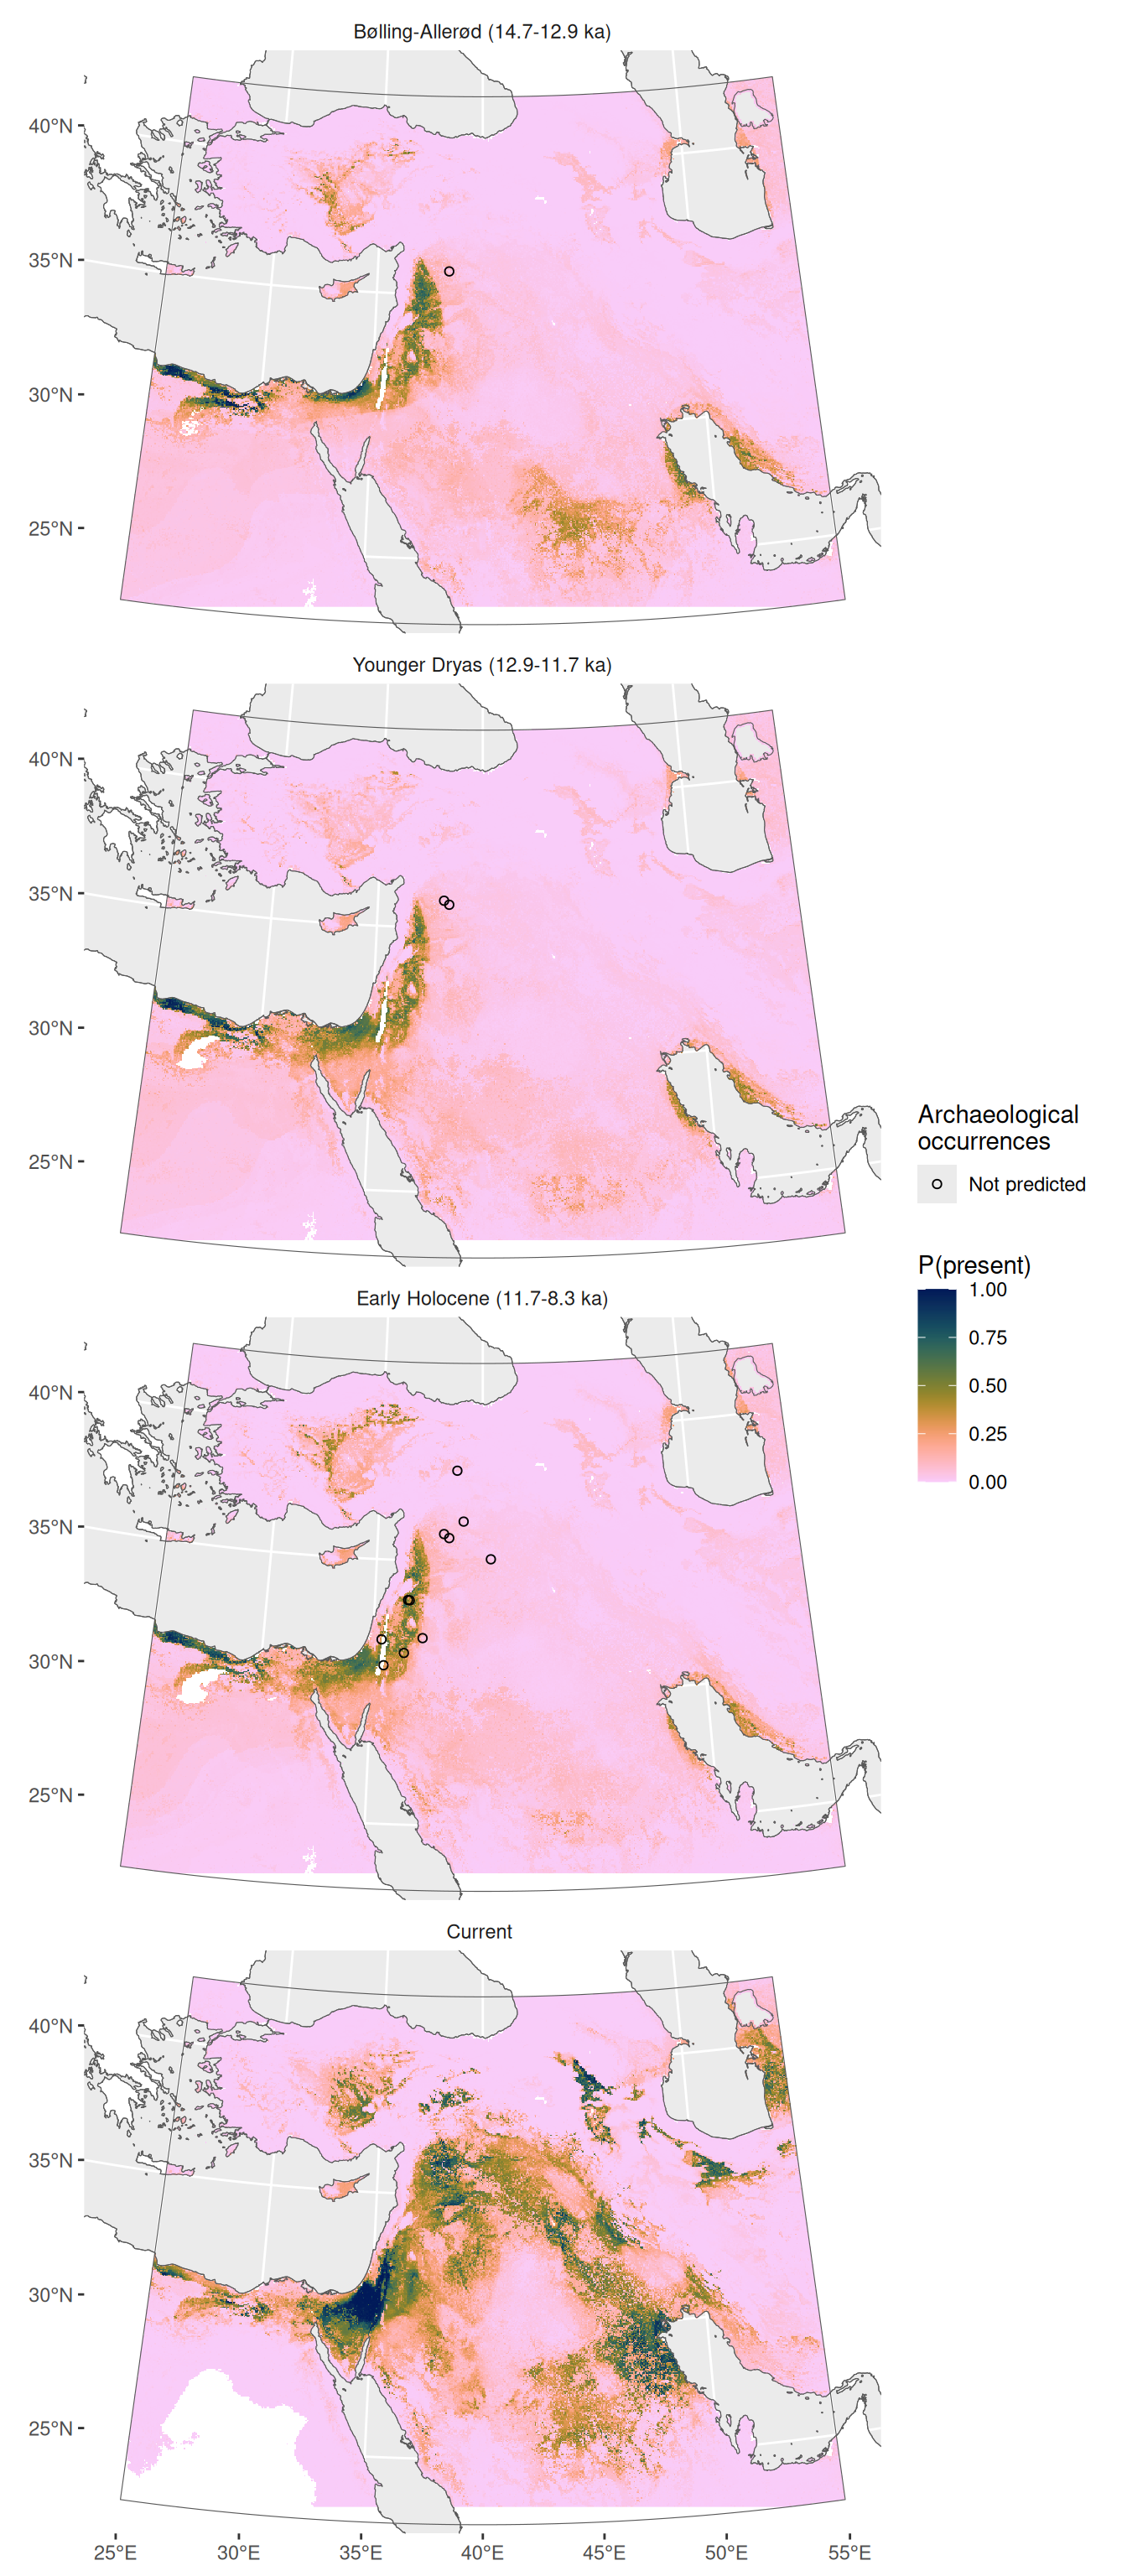 Bølling-Allerød (14.7-12.9 ka)
40°N
35°N
30°N
25°N
Younger Dryas (12.9-11.7 ka)
40°N
35°N
30°N
25°N
Archaeological
occurrences
Not predicted
P(present)
1.00
0.75
0.50
0.25
0.00
Early Holocene (11.7-8.3 ka)
40°N
35°N
30°N
25°N
Current
40°N
35°N
30°N
25°N
25°E 30°E 35°E 40°E 45°E 50°E 55°E